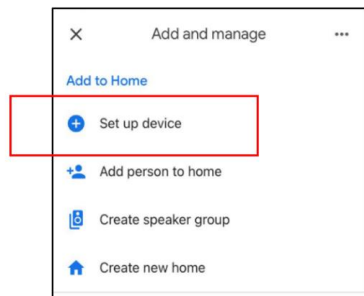 Add and manage
Add to Home
Set up device
Add person to home
Create speaker group
Create new home